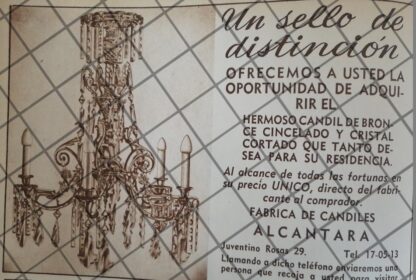 Un sello de
distincion
OFRECEMOS A USTED LA
OPORTUNIDAD DE ADQUI-
RIR EL
HERMOSO CANDIL DE BRON-
CE CINCELADO Y CRISTAL
CORTADO QUE TANTO DE-
SEA PARA SU RESIDENCIA.
Al alcance de todas las fortunas en
su precio UNICO, directo del fabri-
cante al comprador.
FABRICA DE CANDILES
ALCANTARA
Juventino Rosas 29. Tel. 17-05-13
Llamando a dicho teléfono enviaremos una
persona que recoja a usted para visitar